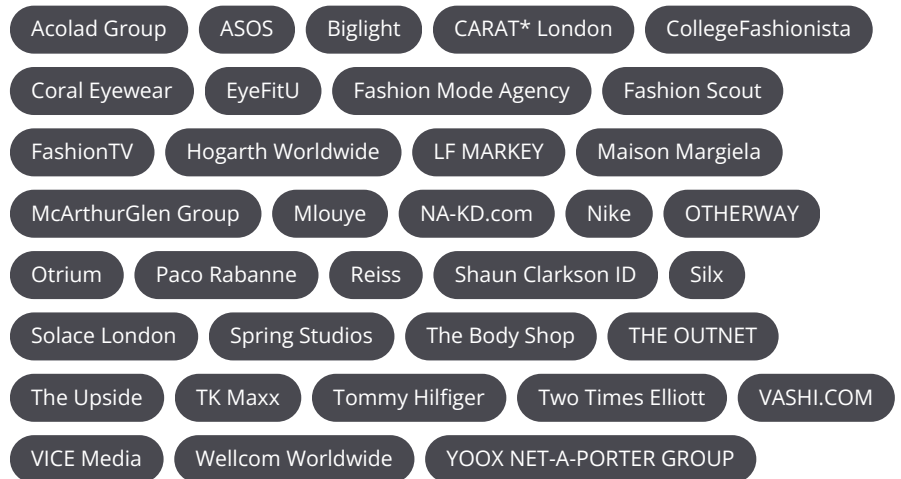 Acolad Group ASOS Biglight CARAT* London CollegeFashionista
Coral Eyewear EyeFitU Fashion Mode Agency Fashion Scout
FashionTV Hogarth Worldwide LF MARKEY Maison Margiela
McArthurGlen Group Mlouye NA-KD.com Nike OTHERWAY
Otrium Paco Rabanne Reiss Shaun Clarkson ID Silx
Solace London Spring Studios The Body Shop THE OUTNET
The Upside TK Maxx Tommy Hilfiger Two Times Elliott VASHI.COM
VICE Media Wellcom Worldwide YOOX NET-A-PORTER GROUP